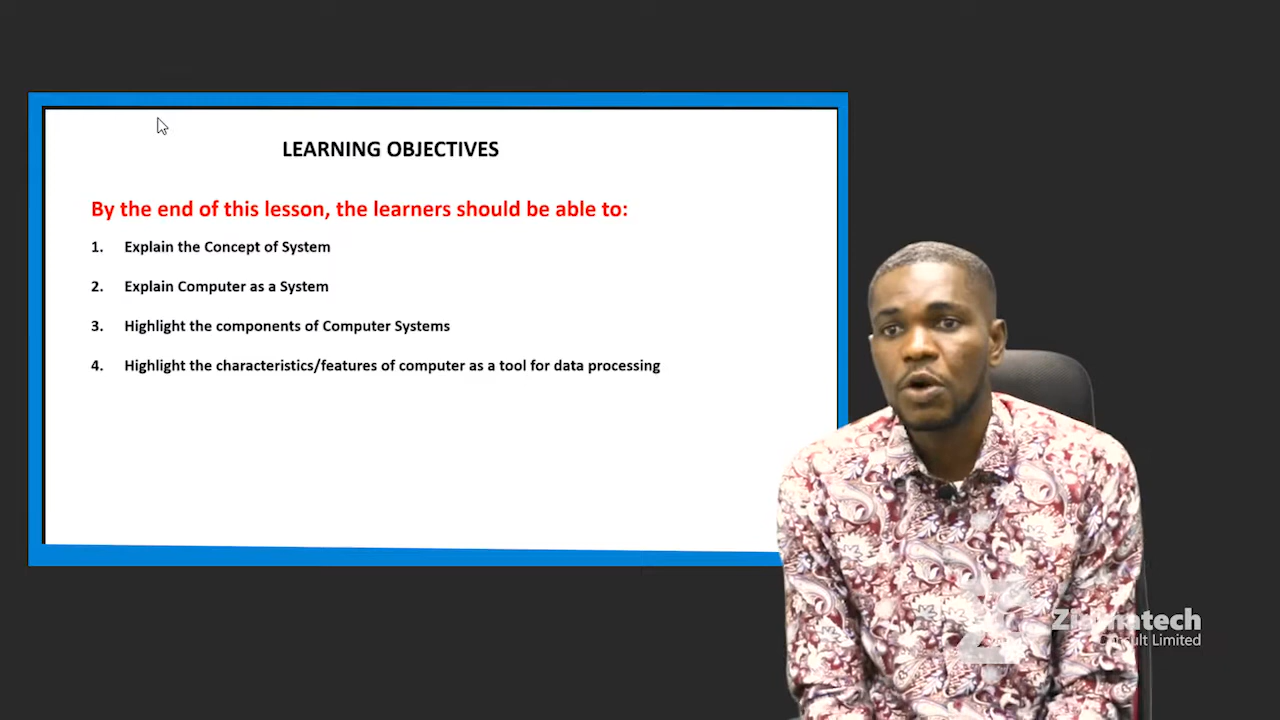 LEARNING OBJECTIVES
By the end of this lesson, the learners should be able to:
1. Explain the Concept of System
2. Explain Computer as a System
3. Highlight the components of Computer Systems
4. Highlight the characteristics/features of computer as a tool for data processing
Limited